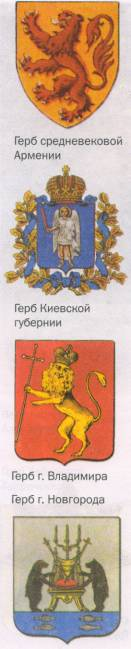 Герб средневековой
Армении
Герб Киевской
губернии
Герб г. Владимира
Герб г. Новгорода